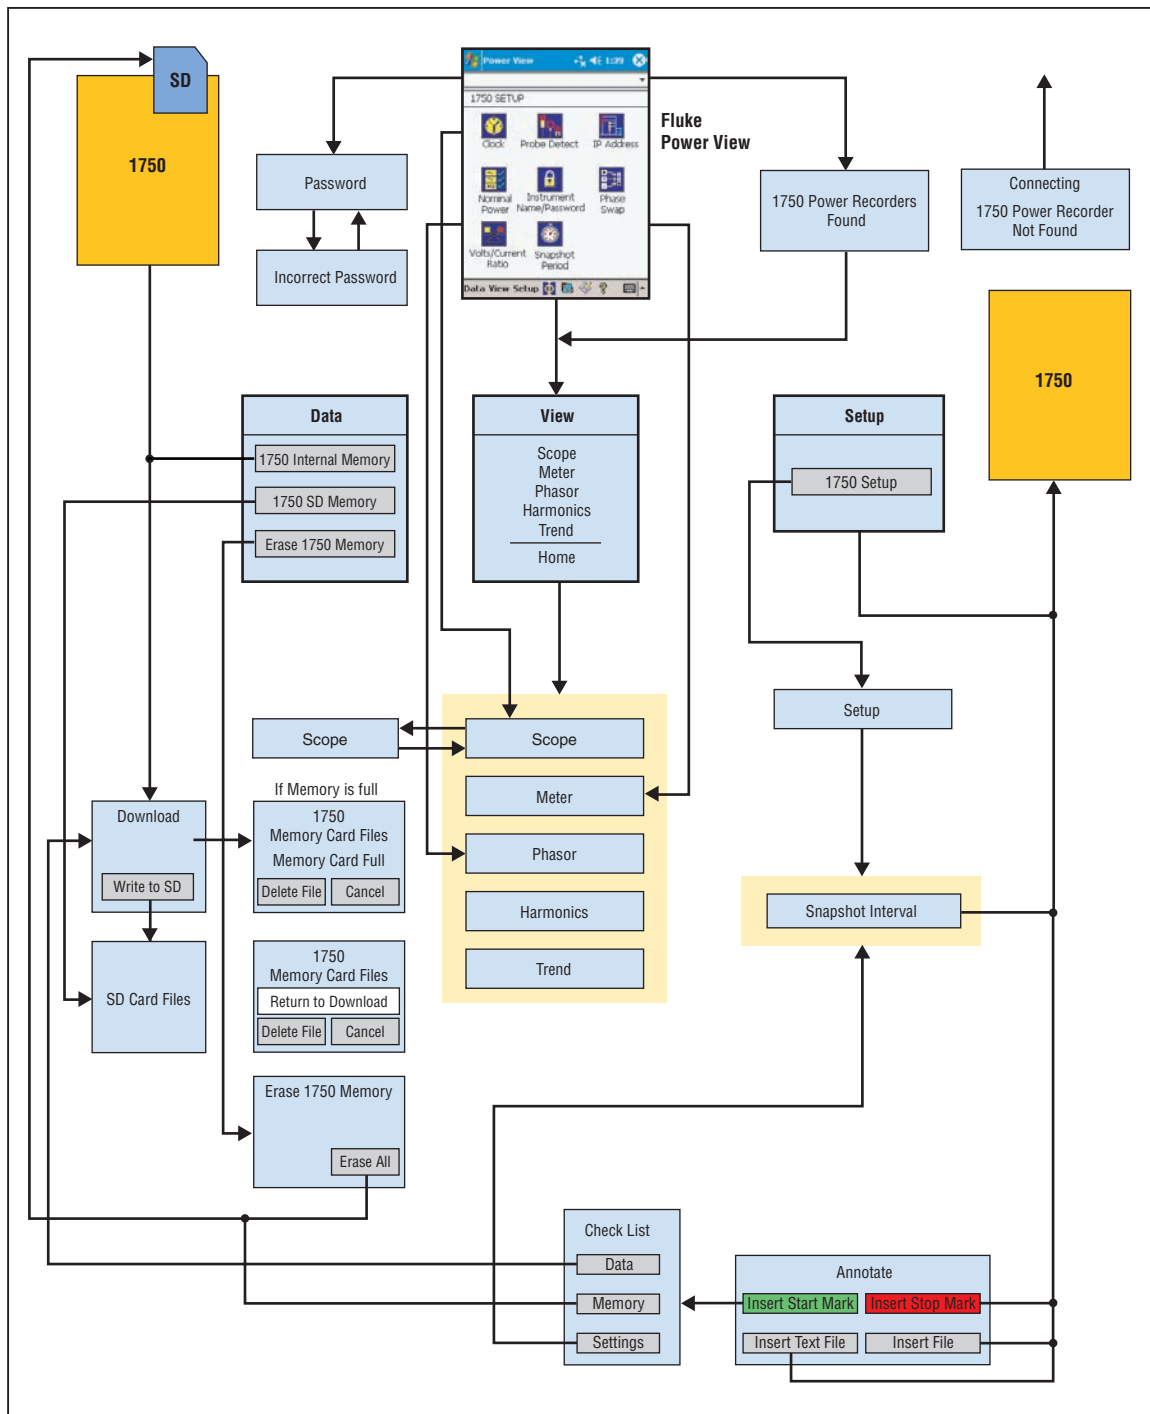 SD
1750
Power View
1:39
1750 SETUP
Clock
Probe Detect
IP Address
Nominal
Power
Instrument
Name/Password
Phase
Swap
Volts/Current
Ratio
Snapshot
Period
Data View Setup
Fluke
Power View
Password
Incorrect Password
1750 Power Recorders
Found
Connecting
1750 Power Recorder
Not Found
1750
Data
1750 Internal Memory
1750 SD Memory
Erase 1750 Memory
View
Scope
Meter
Phasor
Harmonics
Trend
Home
Setup
1750 Setup
Setup
Scope
Scope
Meter
Phasor
Harmonics
Trend
If Memory is full
Download
Write to SD
1750
Memory Card Files
Memory Card Full
Delete File
Cancel
Snapshot Interval
SD Card Files
1750
Memory Card Files
Return to Download
Delete File
Cancel
Erase 1750 Memory
Erase All
Check List
Data
Memory
Settings
Annotate
Insert Start Mark
Insert Stop Mark
Insert Text File
Insert File